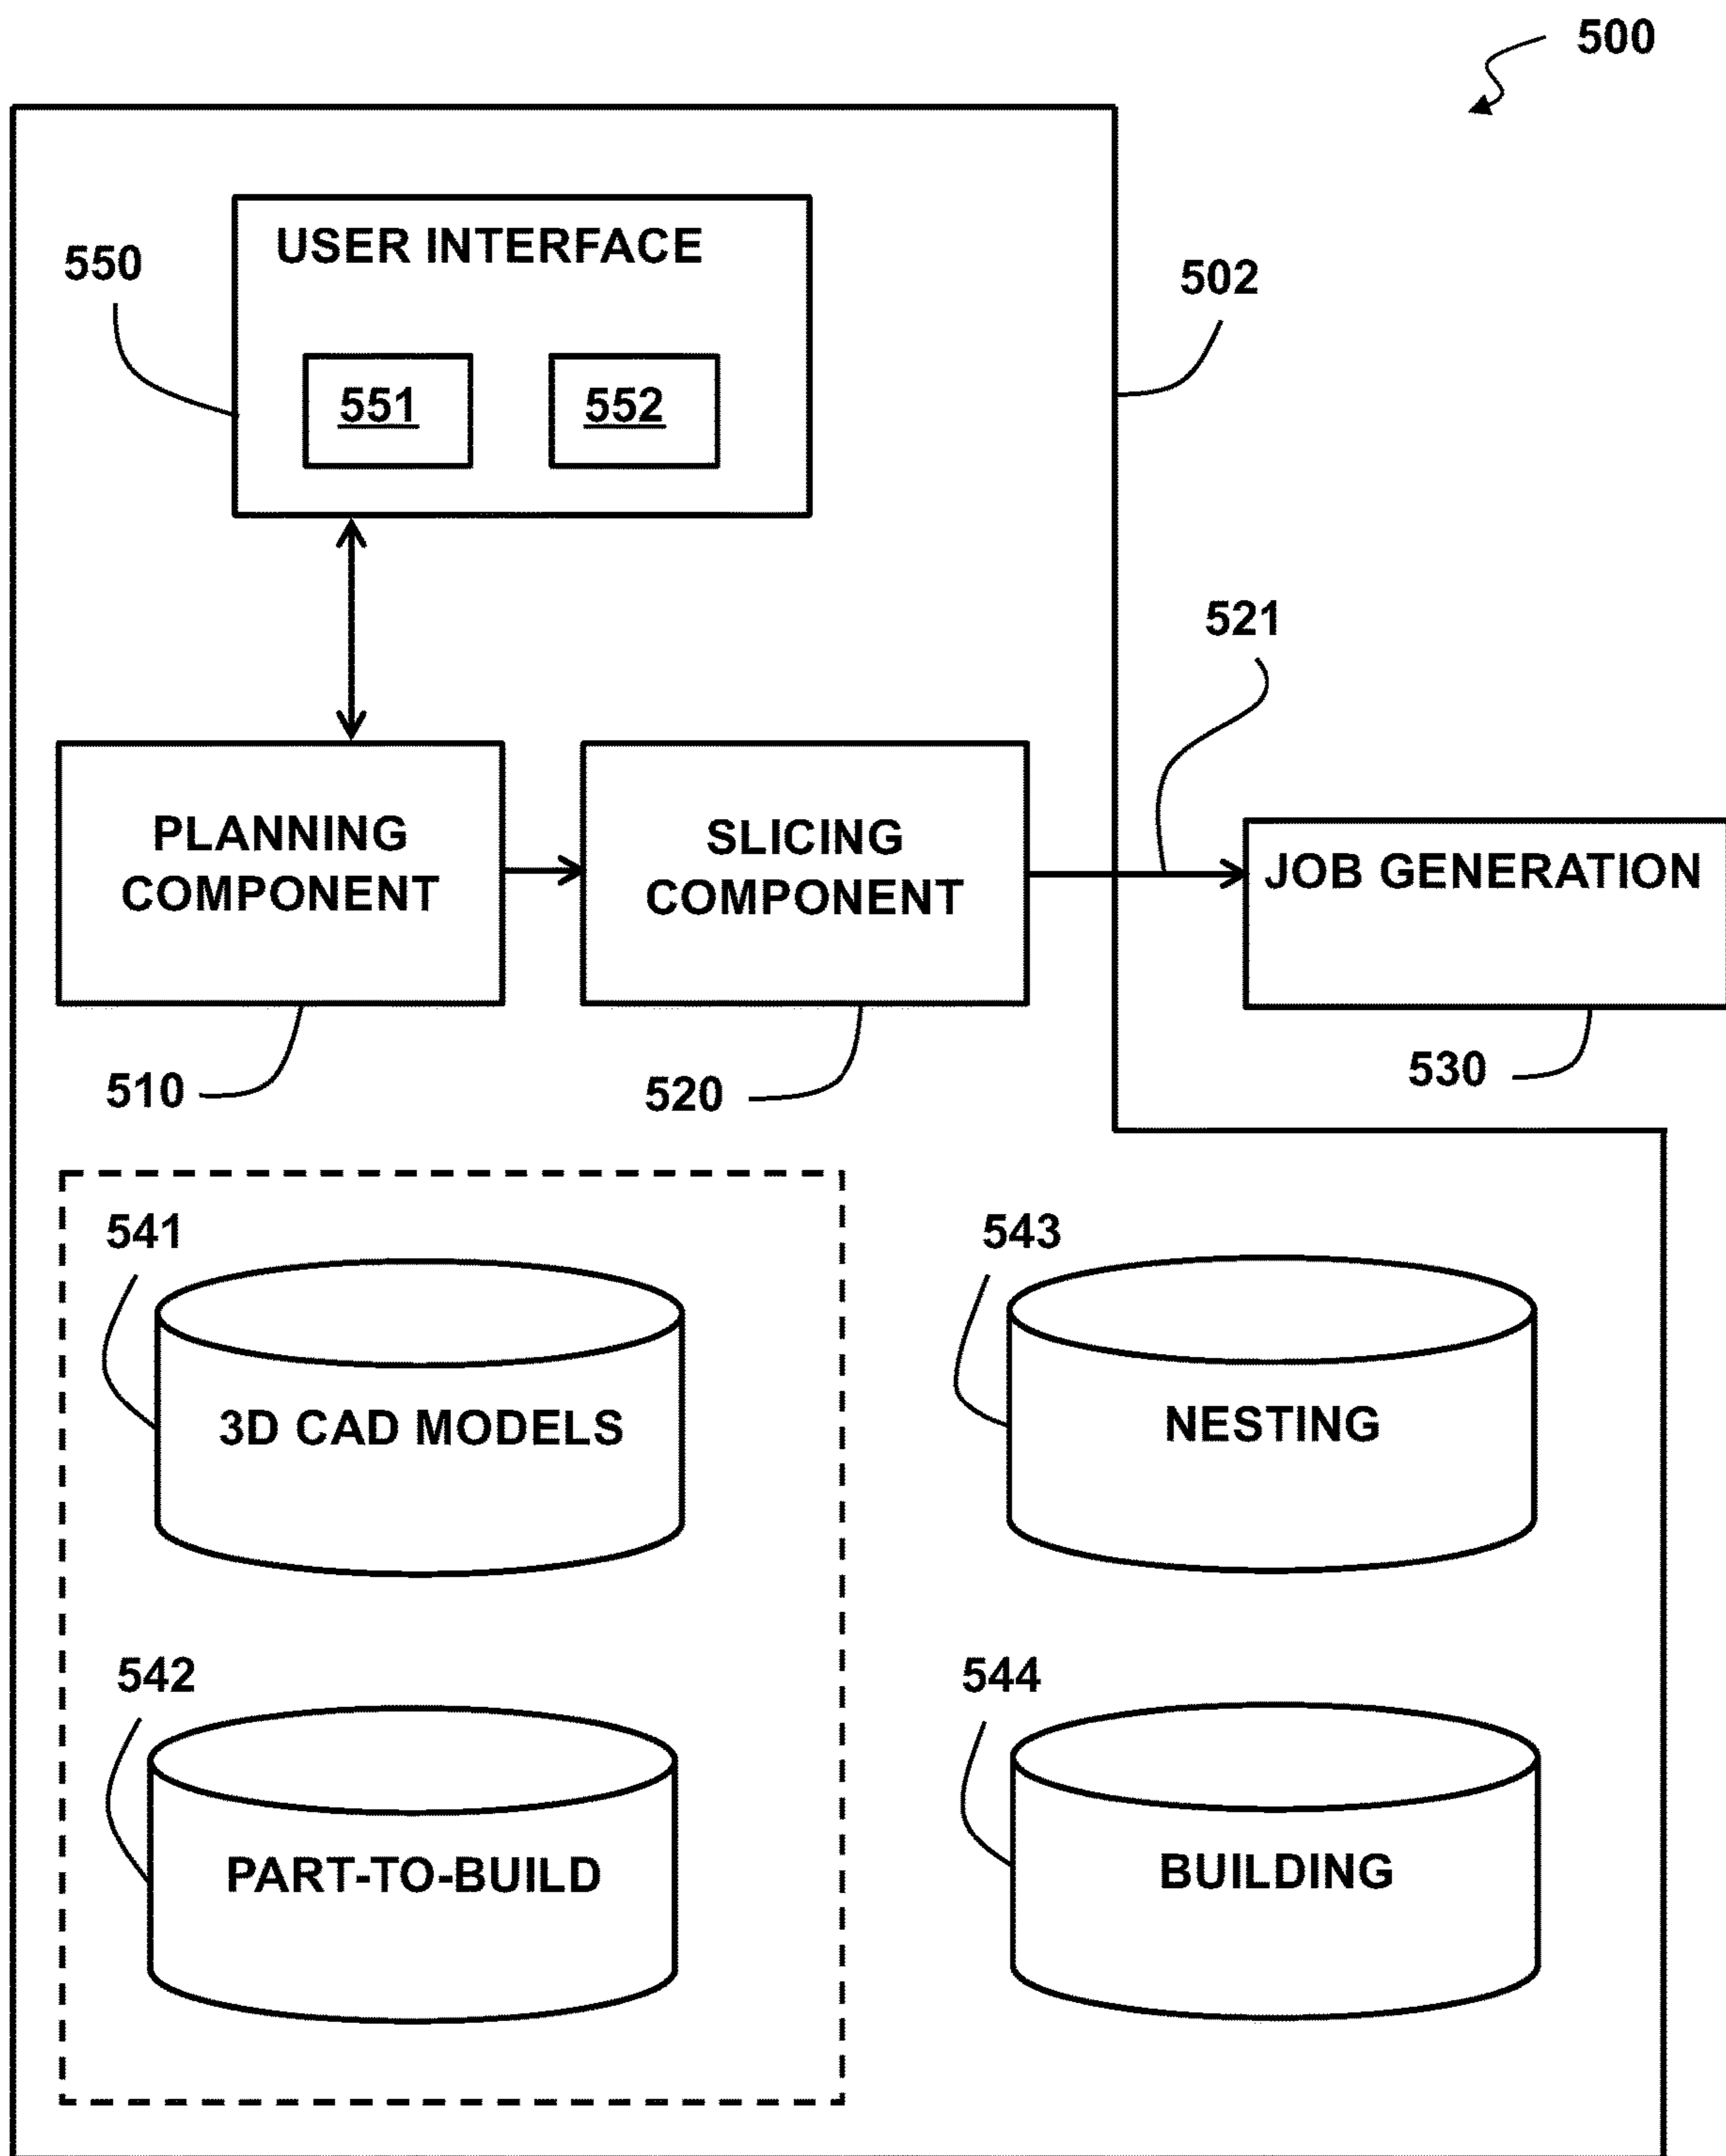 500
USER INTERFACE
550
502
551
552
521
PLANNING
COMPONENT
SLICING
COMPONENT
JOB GENERATION
510
520
530
541
543
3D CAD MODELS
NESTING
542
544
PART-TO-BUILD
BUILDING